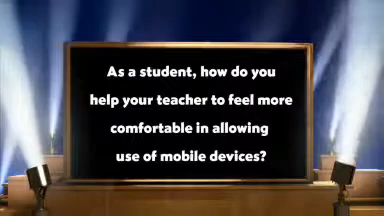 As a student, how do you
help your teacher to feel more
comfortable in allowing
use of mobile devices?